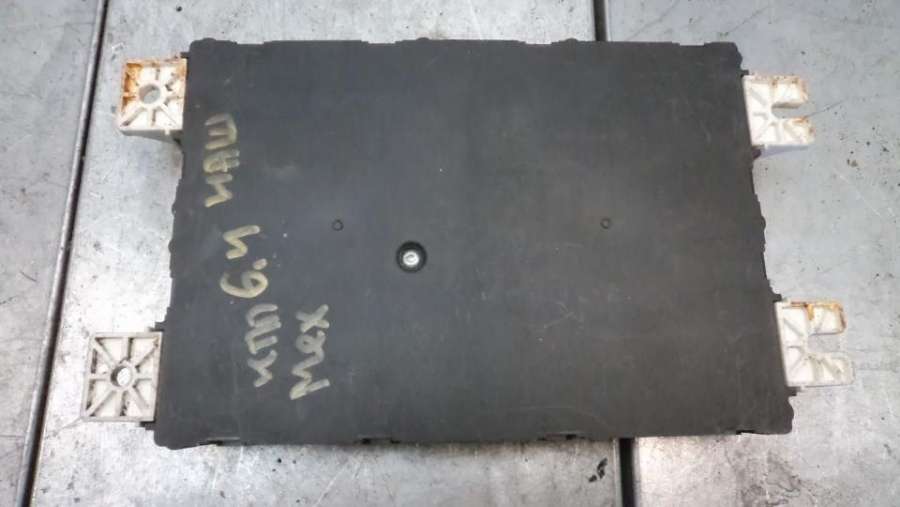 кпп 6.ч наш
мех